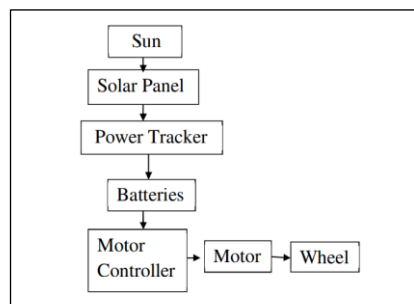 Sun
Solar Panel
Power Tracker
Batteries
Motor
Controller
Motor
Wheel